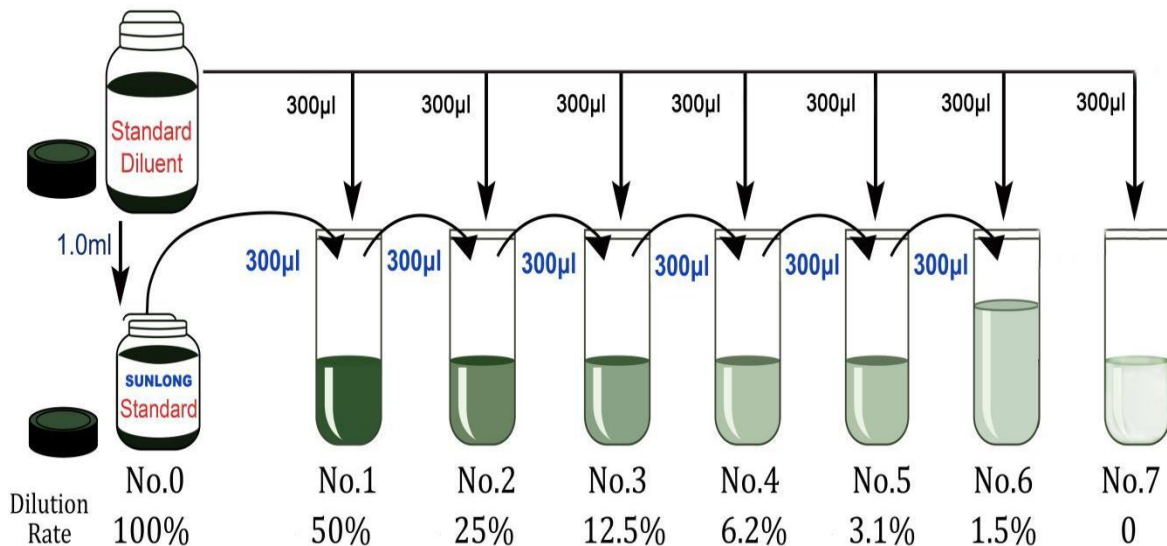 300µl 300µl 300µl 300µl 300µl 300µl 300µl
Standard
Diluent
1.0ml
300µl 300µl 300µl 300µl 300µl 300µl
SUNLONG
Standard
No.0 No.1 No.2 No.3 No.4 No.5 No.6 No.7
Dilution
Rate 100% 50% 25% 12.5% 6.2% 3.1% 1.5% 0